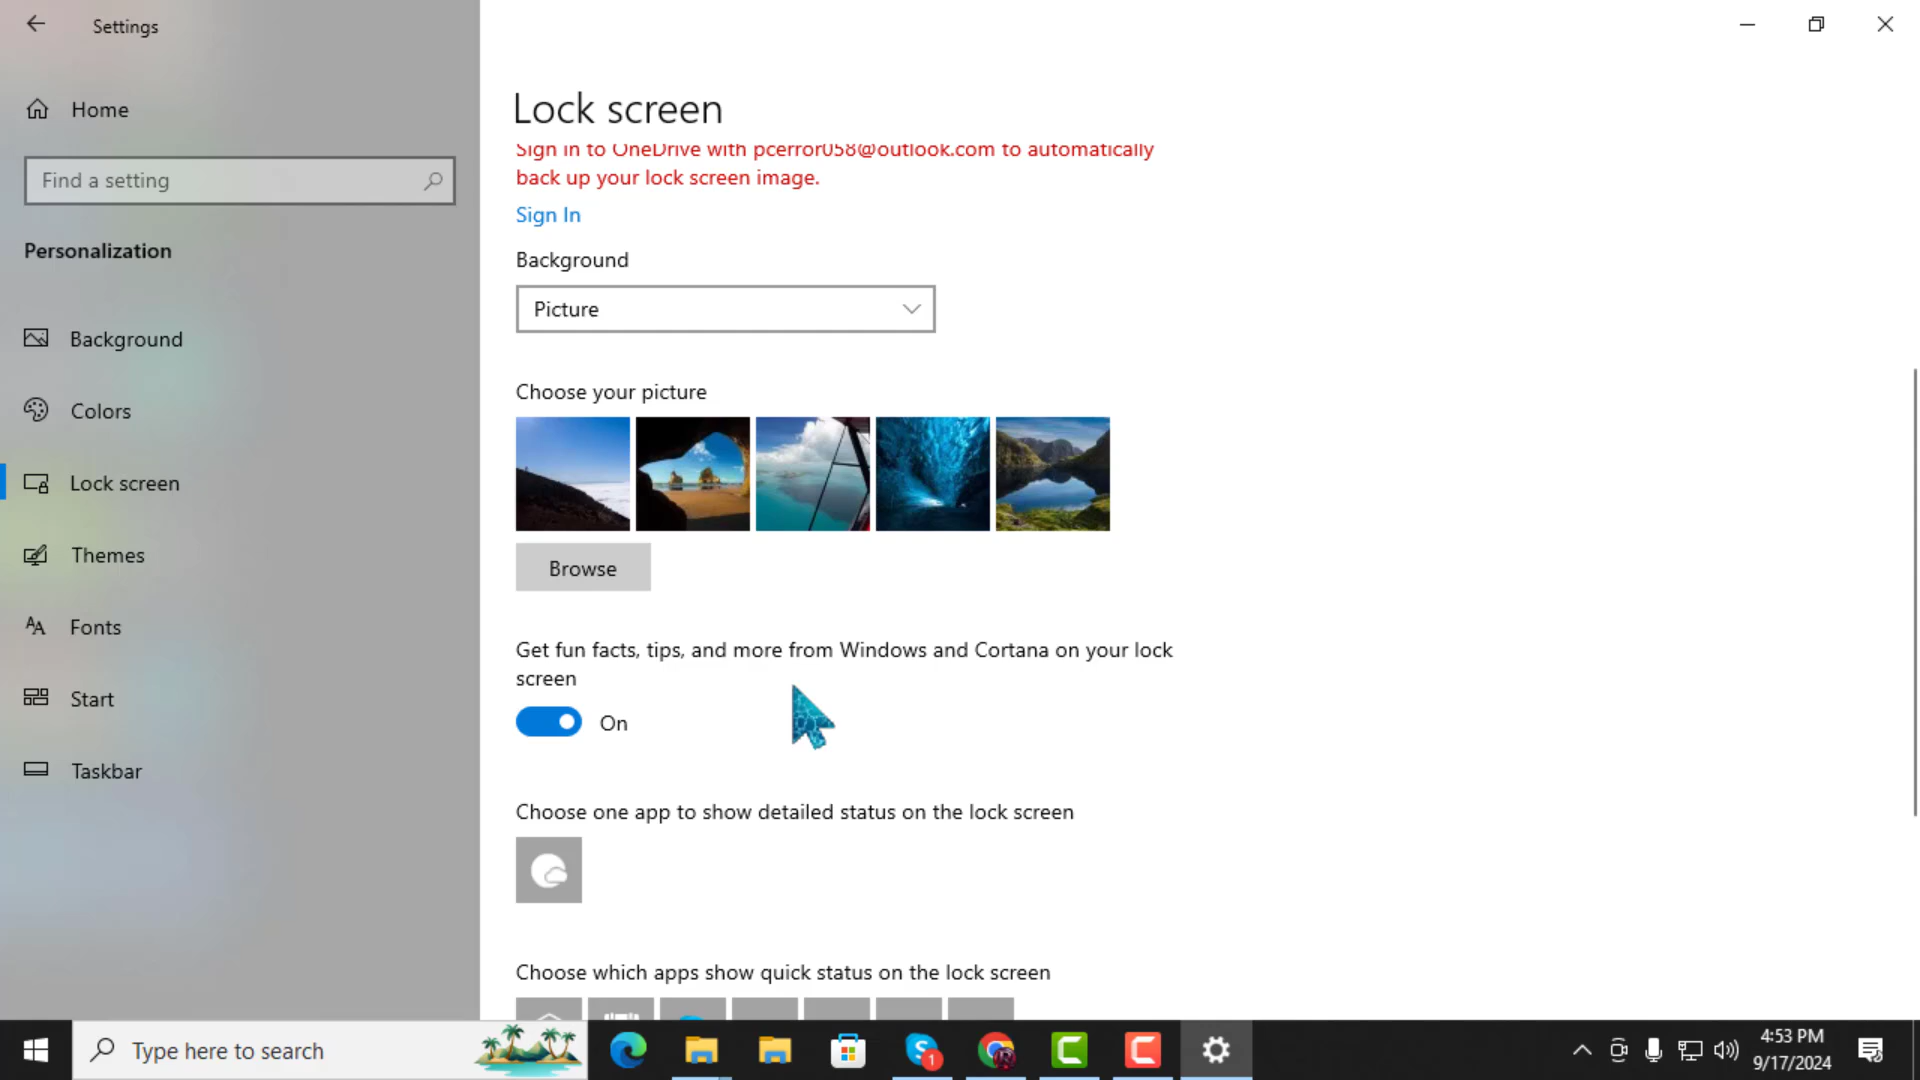 Settings
Home
Find a setting
Personalization
Background
Colors
Lock screen
Themes
Fonts
Start
Taskbar
Lock screen
Sign in to OneDrive with pcerror058@outlook.com to automatically
back up your lock screen image.
Sign In
Background
Picture
Choose your picture
Browse
Get fun facts, tips, and more from Windows and Cortana on your lock
screen
On
Choose one app to show detailed status on the lock screen
Choose which apps show quick status on the lock screen
Type here to search
1
4:53 PM
9/17/2024